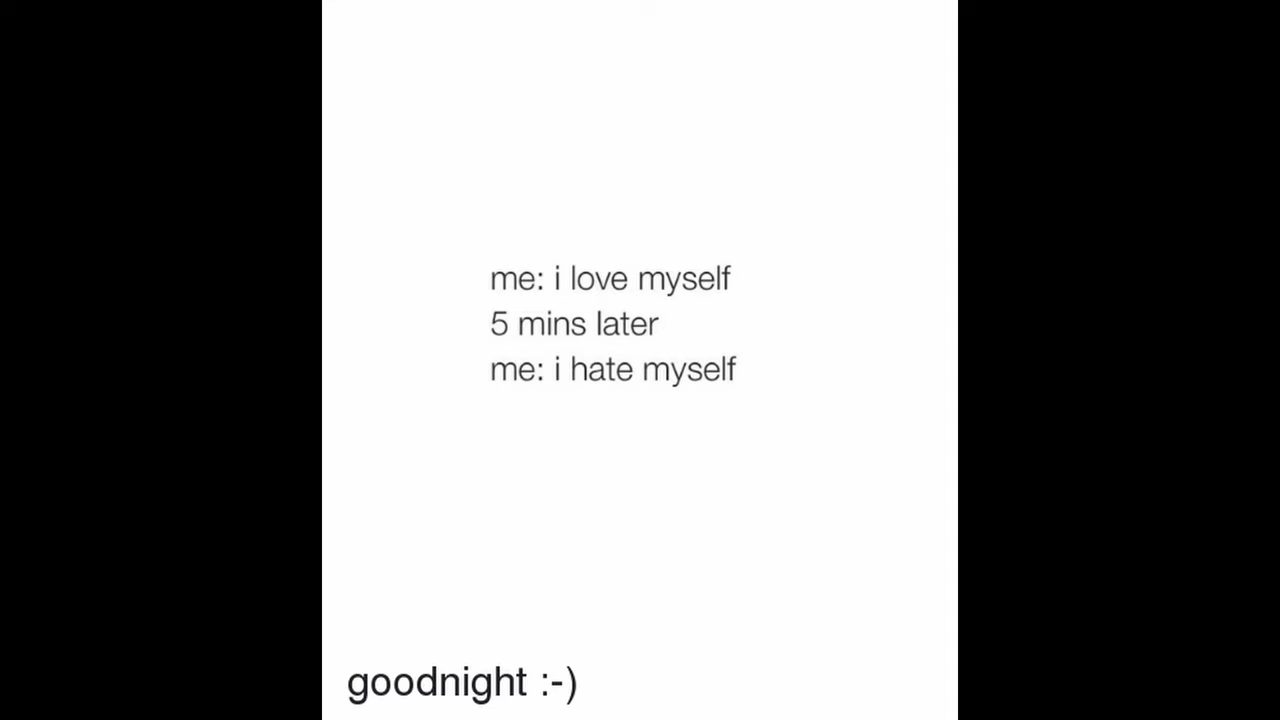 me: i love myself
5 mins later
me: i hate myself
goodnight :-)